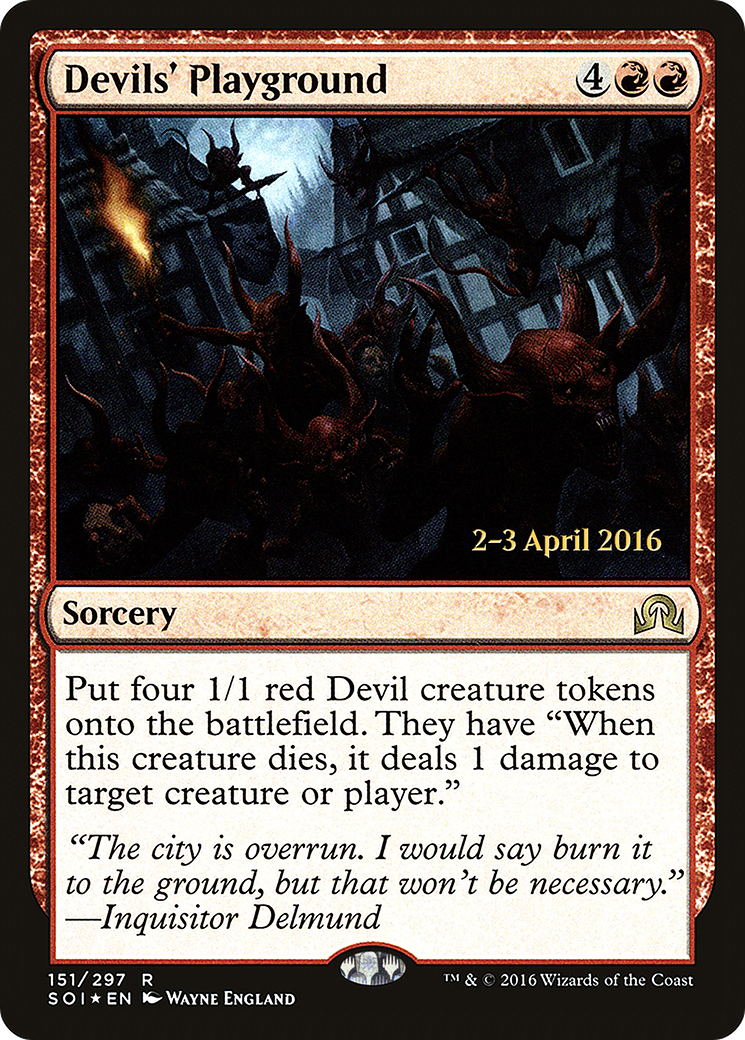 Devils’ Playground 4
2–3 April 2016
Sorcery
Put four 1/1 red Devil creature tokens
onto the battlefield. They have “When
this creature dies, it deals 1 damage to
target creature or player.”
“The city is overrun. I would say burn it
to the ground, but that won’t be necessary.”
—Inquisitor Delmund
151/297 R
SOI★EN Wayne England
™ & © 2016 Wizards of the Coast